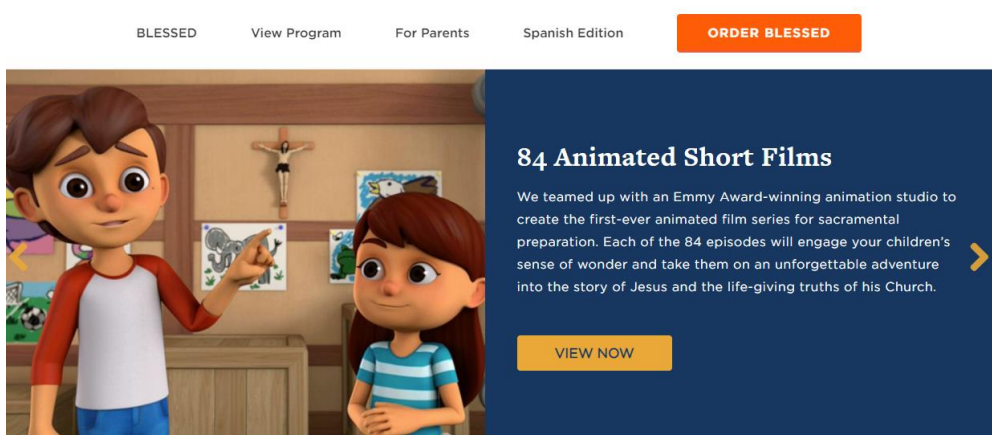 BLESSED
View Program
For Parents
Spanish Edition
ORDER BLESSED
84 Animated Short Films
We teamed up with an Emmy Award-winning animation studio to
create the first-ever animated film series for sacramental
preparation. Each of the 84 episodes will engage your children's
sense of wonder and take them on an unforgettable adventure
into the story of Jesus and the life-giving truths of his Church.
VIEW NOW